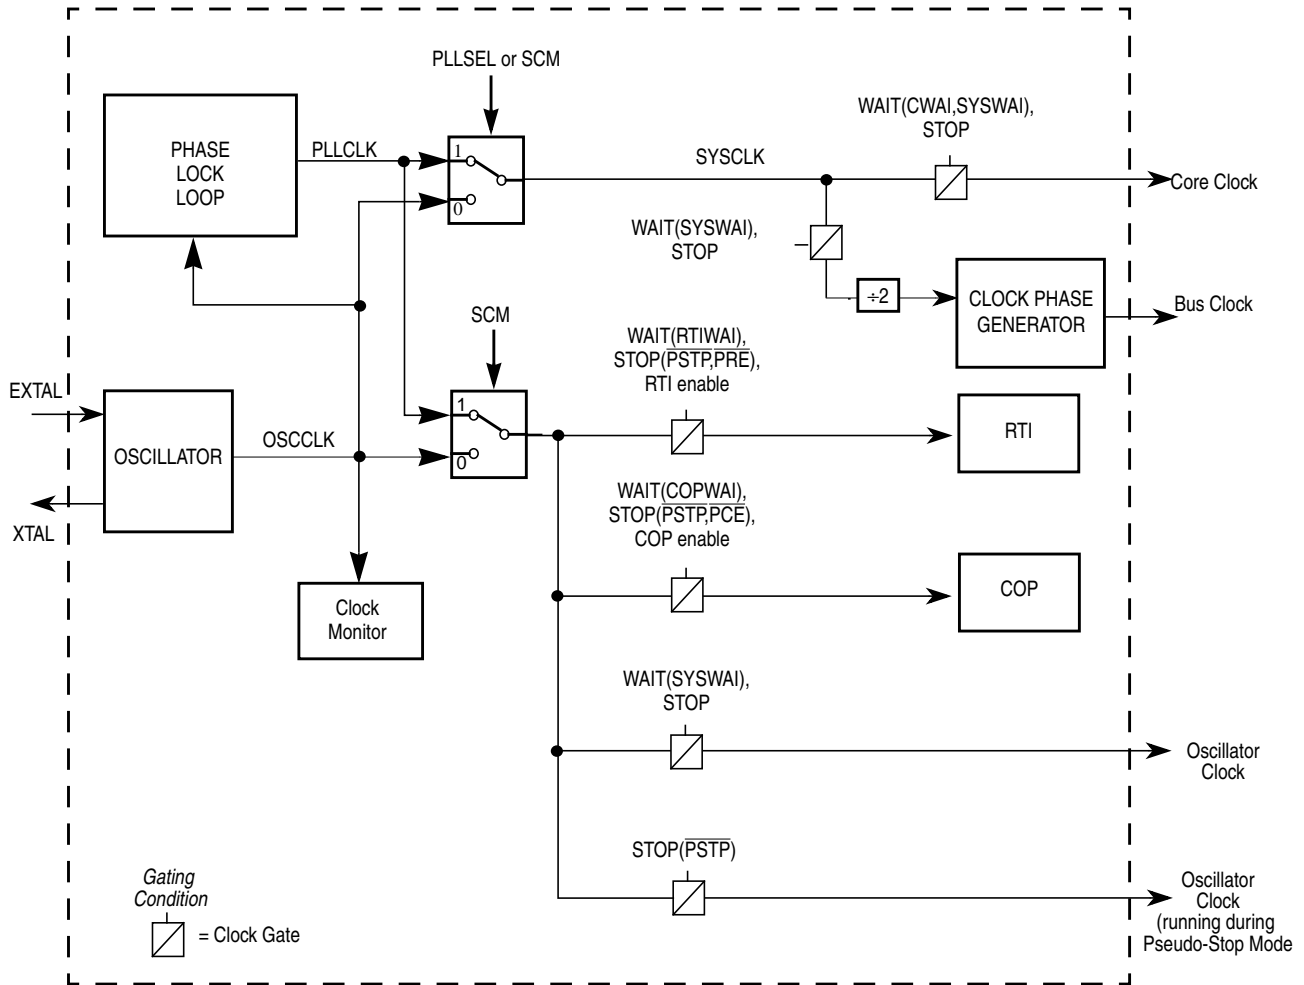 PLLSEL or SCM
WAIT(CWAI,SYSWAI),
STOP
PHASE
LOCK
LOOP
PLLCLK
1
0
SYSCLK
Core Clock
WAIT(SYSWAI),
STOP
÷2
CLOCK PHASE
GENERATOR
Bus Clock
SCM
WAIT(RTIWAI),
STOP(PSTP,PRE),
RTI enable
EXTAL
OSCILLATOR
OSCCLK
1
0
RTI
XTAL
WAIT(COPWAI),
STOP(PSTP,PCE),
COP enable
COP
Clock
Monitor
WAIT(SYSWAI),
STOP
Oscillator
Clock
STOP(PSTP)
Gating
Condition
= Clock Gate
Oscillator
Clock
(running during
Pseudo-Stop Mode